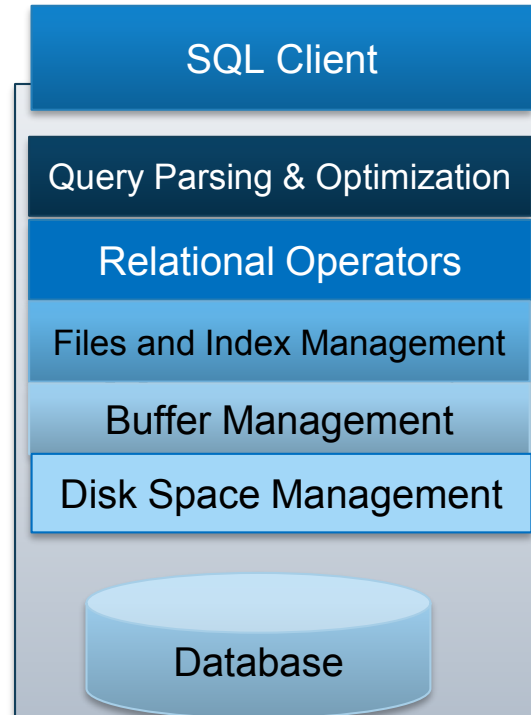 SQL Client
Query Parsing & Optimization
Relational Operators
Files and Index Management
Buffer Management
Disk Space Management
Database